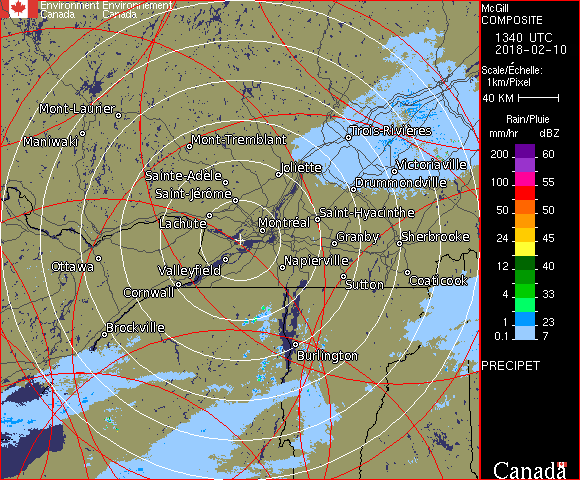 Environment Environnement
Canada Canada
McGill
COMPOSITE
1340 UTC
2018-02-10
Scale/Échelle:
1km/Pixel
40 KM
Rain/Pluie
mm/hr dBZ
200 60
100 55
50 50
24 45
12 40
4 33
1 23
0.1 7
PRECIPET
Canada
Mont-Laurier
Maniwaki
Mont-Tremblant
Trois-Rivières
Joliette
Victoriaville
Sainte-Adèle
Drummondville
Saint-Jérôme
Lachute
Saint-Hyacinthe
Montréal
Granby
Sherbrooke
Ottawa
Valleyfield
Napierville
Cornwall
Sutton
Coaticook
Brockville
Burlington